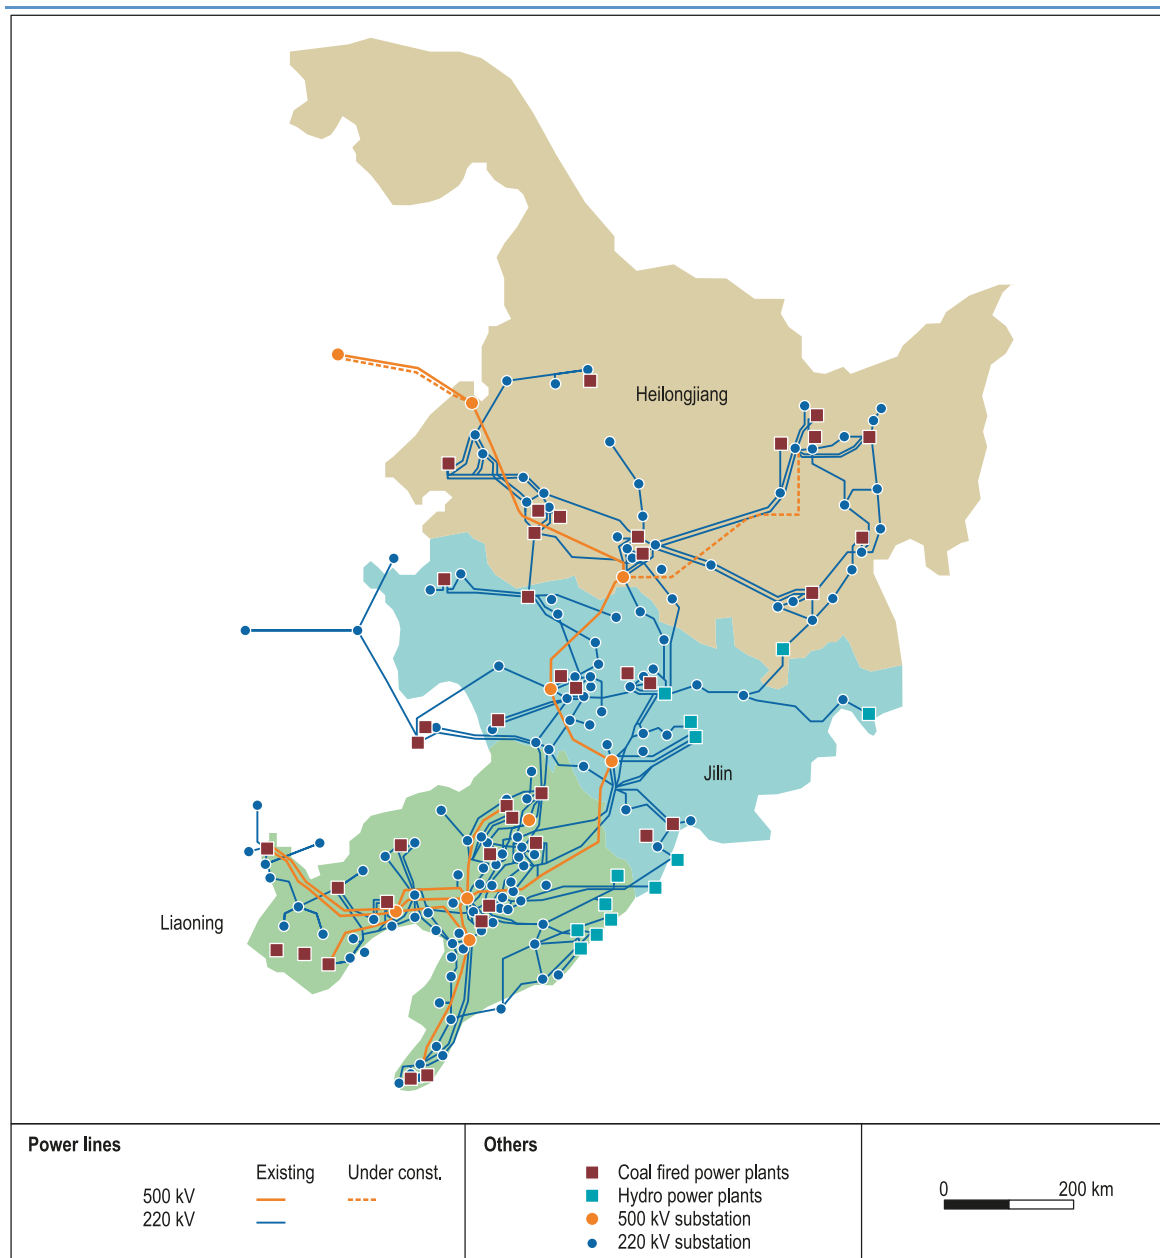 Heilongjiang
Jilin
Liaoning
Power lines
Existing
Under const.
500 kV
220 kV
Others
Coal fired power plants
Hydro power plants
500 kV substation
220 kV substation
0
200 km